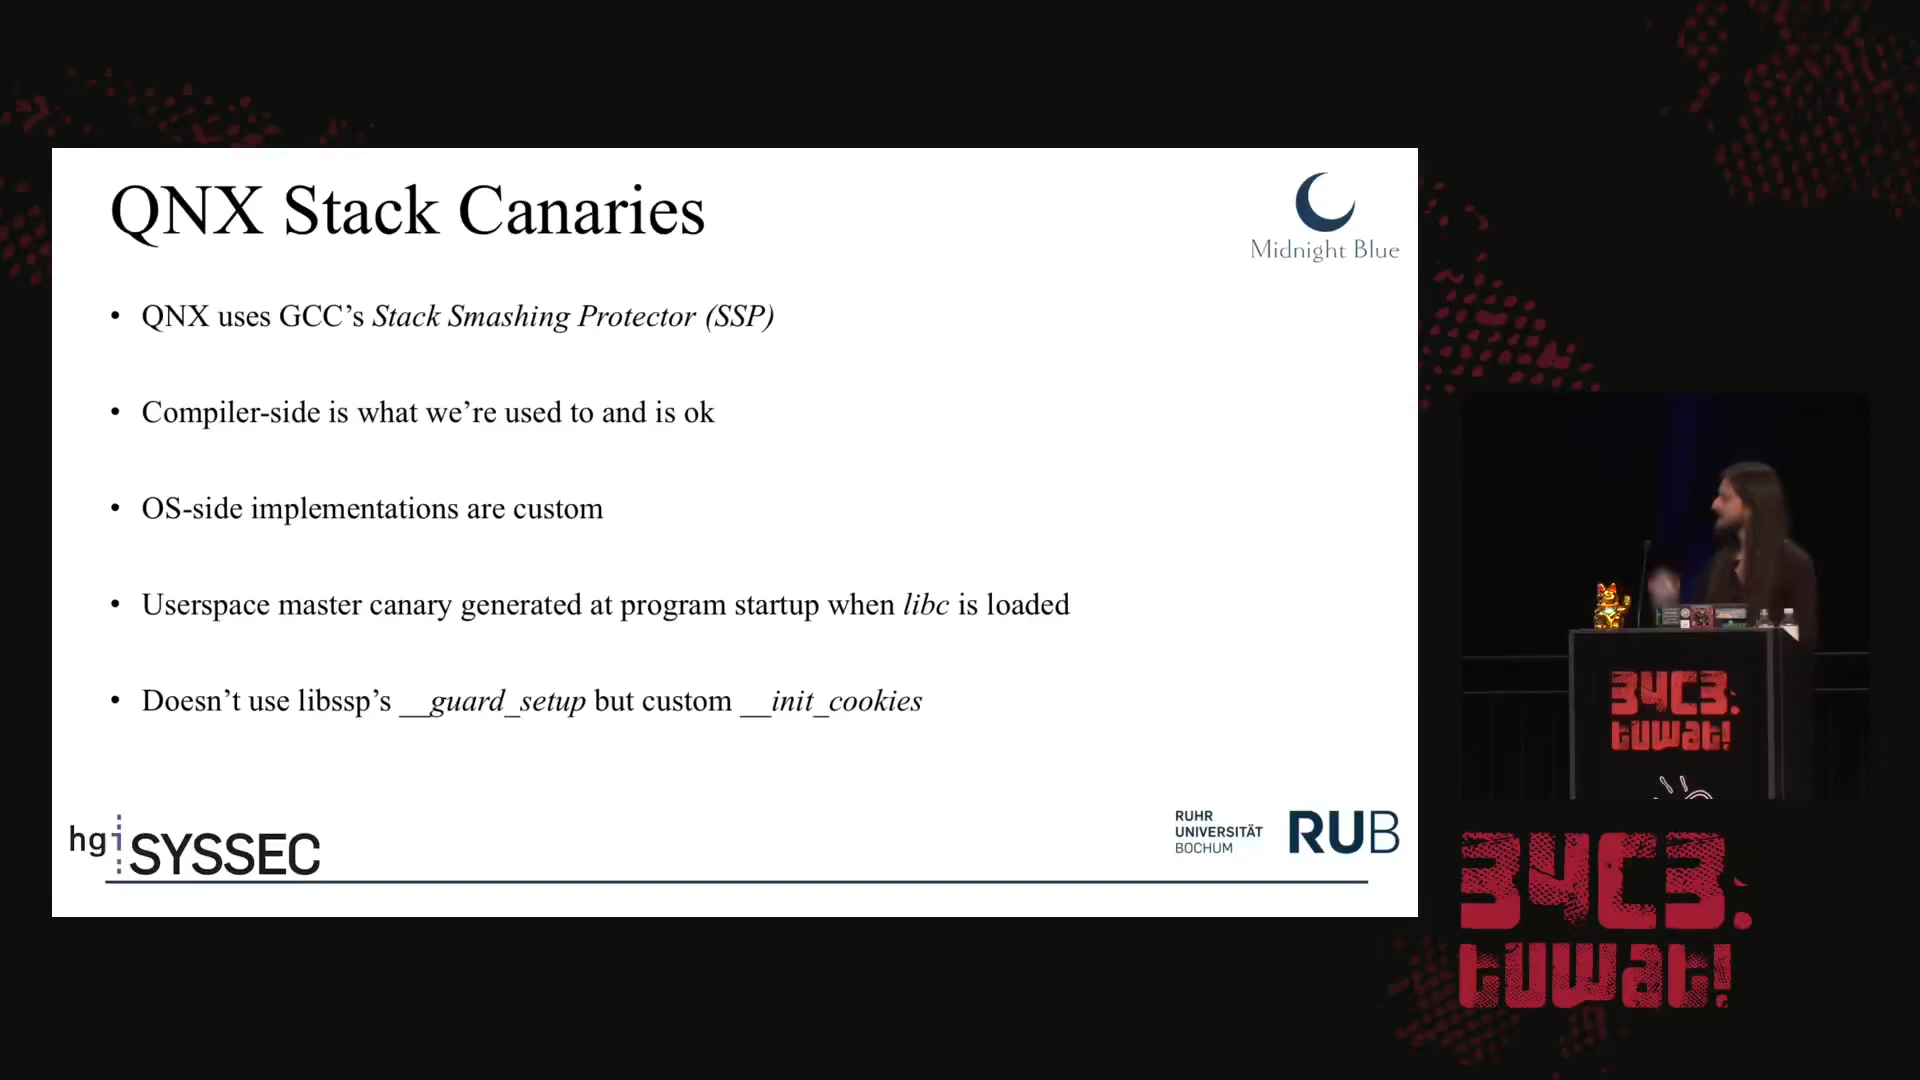 QNX Stack Canaries
Midnight Blue
• QNX uses GCC’s Stack Smashing Protector (SSP)
• Compiler-side is what we’re used to and is ok
• OS-side implementations are custom
• Userspace master canary generated at program startup when libc is loaded
• Doesn’t use libssp’s __guard_setup but custom __init_cookies
hgi SYSSEC
RUHR
UNIVERSITÄT
BOCHUM
RUB
34C3:
tuwat!
34C3:
tuwat!